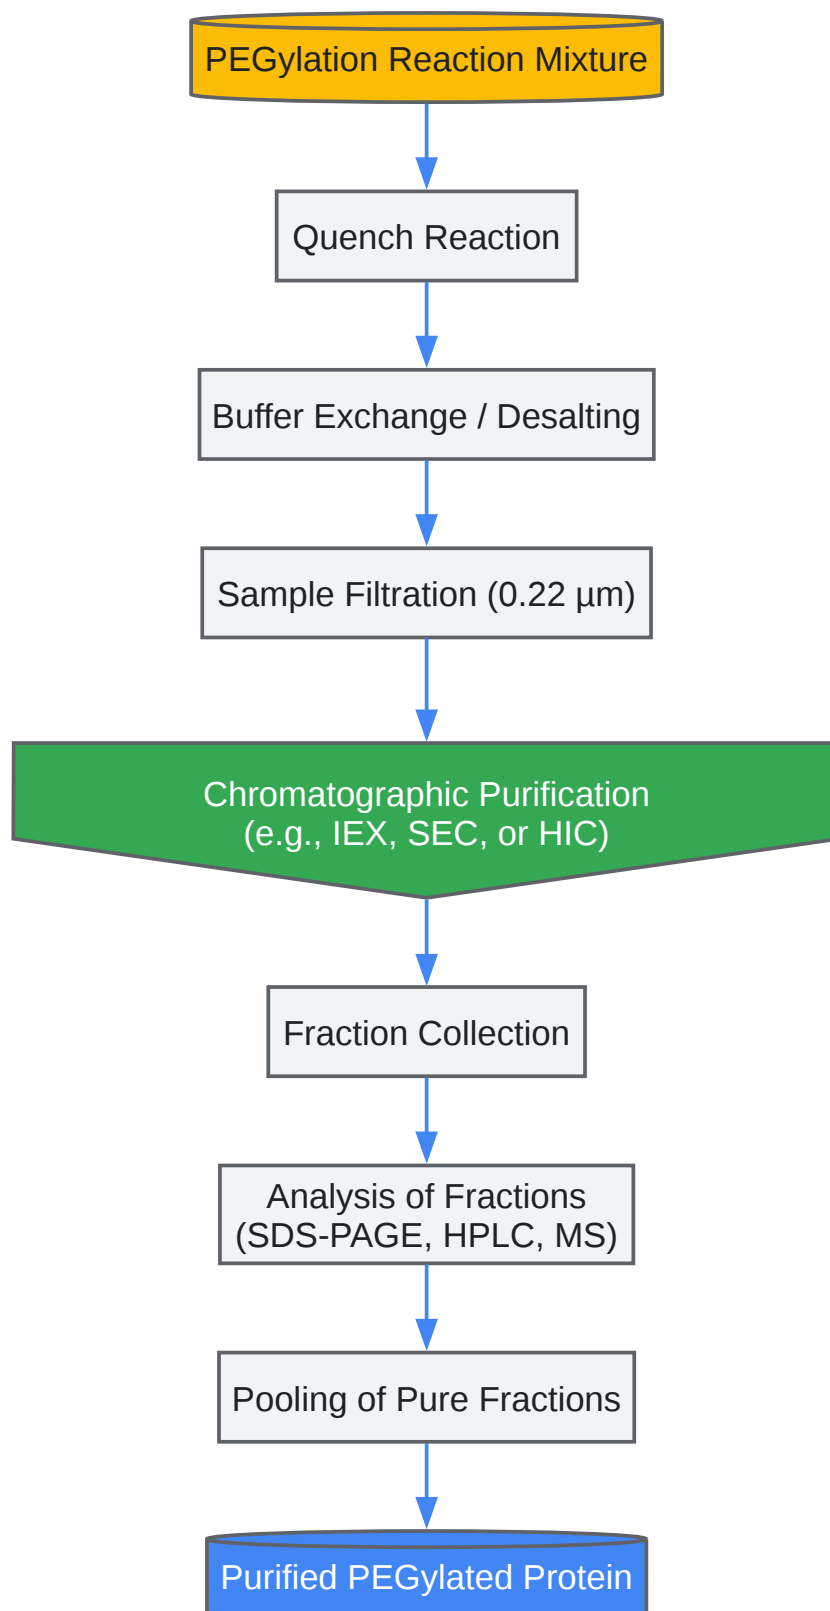 PEGylation Reaction Mixture
Quench Reaction
Buffer Exchange / Desalting
Sample Filtration (0.22 µm)
Chromatographic Purification
(e.g., IEX, SEC, or HIC)
Fraction Collection
Analysis of Fractions
(SDS-PAGE, HPLC, MS)
Pooling of Pure Fractions
Purified PEGylated Protein